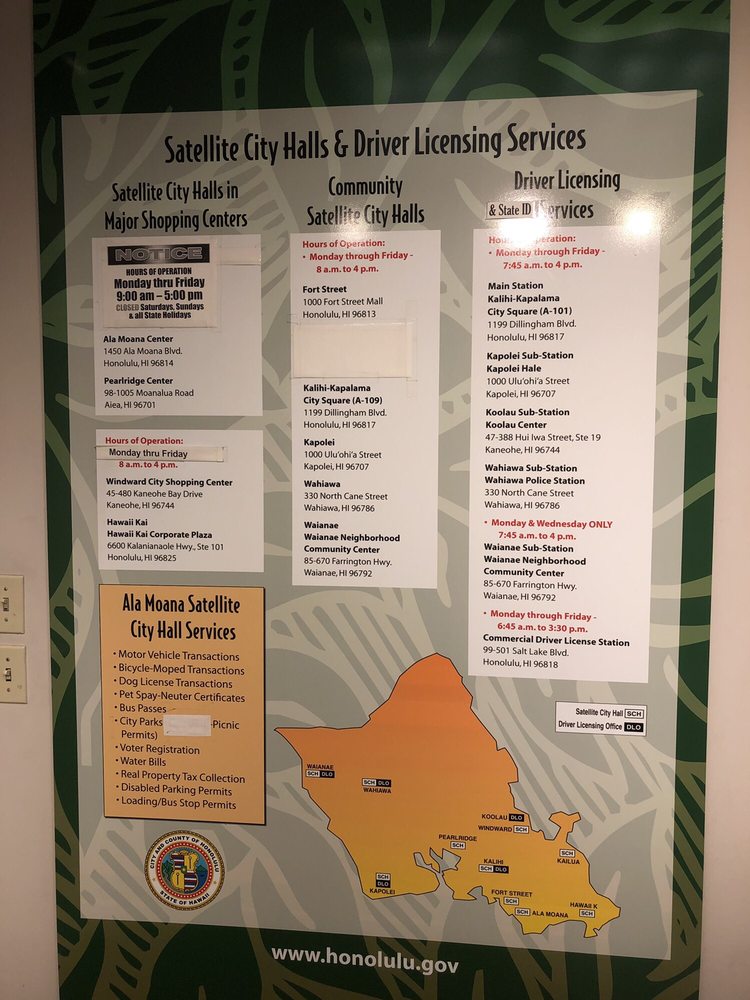 Satellite City Halls & Driver Licensing Services
Satellite City Halls in
Major Shopping Centers
NOTICE
HOURS OF OPERATION
Monday thru Friday
9:00 am – 5:00 pm
CLOSED Saturdays, Sundays
& all State Holidays
Ala Moana Center
1450 Ala Moana Blvd.
Honolulu, HI 96814
Pearlridge Center
98-1005 Moanalua Road
Aiea, HI 96701
Hours of Operation:
Monday thru Friday
8 a.m. to 4 p.m.
Windward City Shopping Center
45-480 Kaneohe Bay Drive
Kaneohe, HI 96744
Hawaii Kai
Hawaii Kai Corporate Plaza
6600 Kalanianaole Hwy., Ste 101
Honolulu, HI 96825
Ala Moana Satellite
City Hall Services
• Motor Vehicle Transactions
• Bicycle-Moped Transactions
• Dog License Transactions
• Pet Spay-Neuter Certificates
• Bus Passes
• City Parks -Picnic
Permits)
• Voter Registration
• Water Bills
• Real Property Tax Collection
• Disabled Parking Permits
• Loading/Bus Stop Permits
CITY AND COUNTY OF HONOLULU
STATE OF HAWAII
Community
Satellite City Halls
Hours of Operation:
• Monday through Friday -
8 a.m. to 4 p.m.
Fort Street
1000 Fort Street Mall
Honolulu, HI 96813
Kalihi-Kapalama
City Square (A-109)
1199 Dillingham Blvd.
Honolulu, HI 96817
Kapolei
1000 Ulu'ohi'a Street
Kapolei, HI 96707
Wahiawa
330 North Cane Street
Wahiawa, HI 96786
Waianae
Waianae Neighborhood
Community Center
85-670 Farrington Hwy.
Waianae, HI 96792
Driver Licensing
& State ID Services
Hours of Operation:
• Monday through Friday -
7:45 a.m. to 4 p.m.
Main Station
Kalihi-Kapalama
City Square (A-101)
1199 Dillingham Blvd.
Honolulu, HI 96817
Kapolei Sub-Station
Kapolei Hale
1000 Ulu'ohi'a Street
Kapolei, HI 96707
Koolau Sub-Station
Koolau Center
47-388 Hui Iwa Street, Ste 19
Kaneohe, HI 96744
Wahiawa Sub-Station
Wahiawa Police Station
330 North Cane Street
Wahiawa, HI 96786
• Monday & Wednesday ONLY
7:45 a.m. to 4 p.m.
Waianae Sub-Station
Waianae Neighborhood
Community Center
85-670 Farrington Hwy.
Waianae, HI 96792
• Monday through Friday -
6:45 a.m. to 3:30 p.m.
Commercial Driver License Station
99-501 Salt Lake Blvd.
Honolulu, HI 96818
Satellite City Hall SCH
Driver Licensing Office DLO
WAIANAE
SCH DLO
SCH DLO
WAHIAWA
KOOLAU DLO
WINDWARD SCH
PEARLRIDGE
SCH
SCH
KAILUA
KALIHI
SCH DLO
SCH
DLO
KAPOLEI
FORT STREET
SCH
SCH ALA MOANA
HAWAII K
SCH
www.honolulu.gov